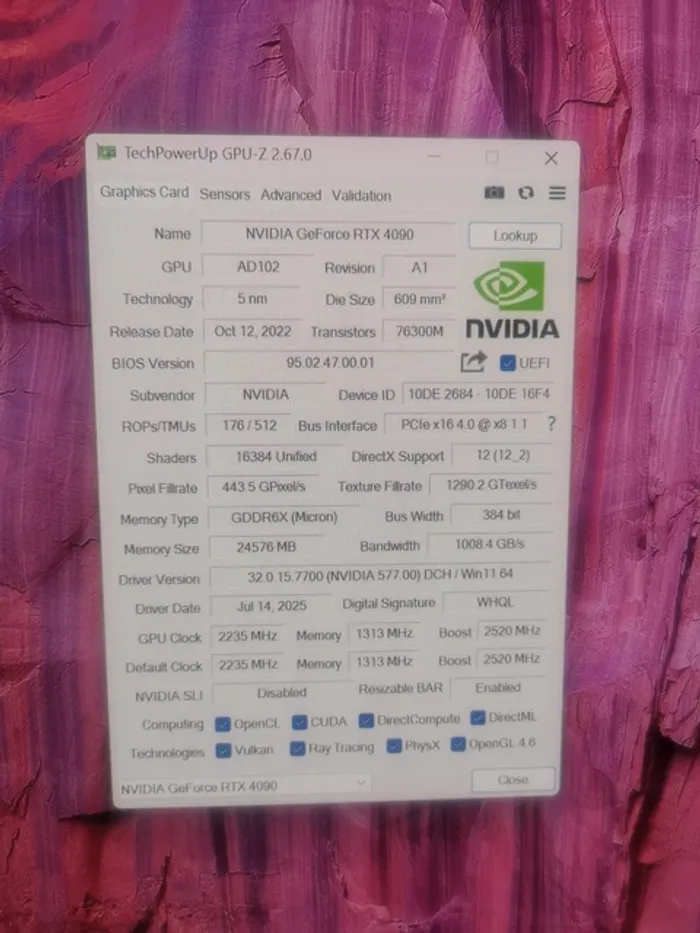 TechPowerUp GPU-Z 2.67.0
Graphics Card Sensors Advanced Validation
Name NVIDIA GeForce RTX 4090 Lookup
GPU AD102 Revision A1
Technology 5 nm Die Size 609 mm²
NVIDIA
Release Date Oct 12, 2022 Transistors 76300M
BIOS Version 95.02.47.00.01 UEFI
Subvendor NVIDIA Device ID 10DE 2684 - 10DE 16F4
ROPs/TMUs 176 / 512 Bus Interface PCIe x16 4.0 @ x8 1.1 ?
Shaders 16384 Unified DirectX Support 12 (12_2)
Pixel Fillrate 443.5 GPixel/s Texture Fillrate 1290.2 GTexel/s
Memory Type GDDR6X (Micron) Bus Width 384 bit
Memory Size 24576 MB Bandwidth 1008.4 GB/s
Driver Version 32.0.15.7700 (NVIDIA 577.00) DCH / Win11 64
Driver Date Jul 14, 2025 Digital Signature WHQL
GPU Clock 2235 MHz Memory 1313 MHz Boost 2520 MHz
Default Clock 2235 MHz Memory 1313 MHz Boost 2520 MHz
NVIDIA SLI Disabled Resizable BAR Enabled
Computing OpenCL CUDA DirectCompute DirectML
Technologies Vulkan Ray Tracing PhysX OpenGL 4.6
NVIDIA GeForce RTX 4090 Close